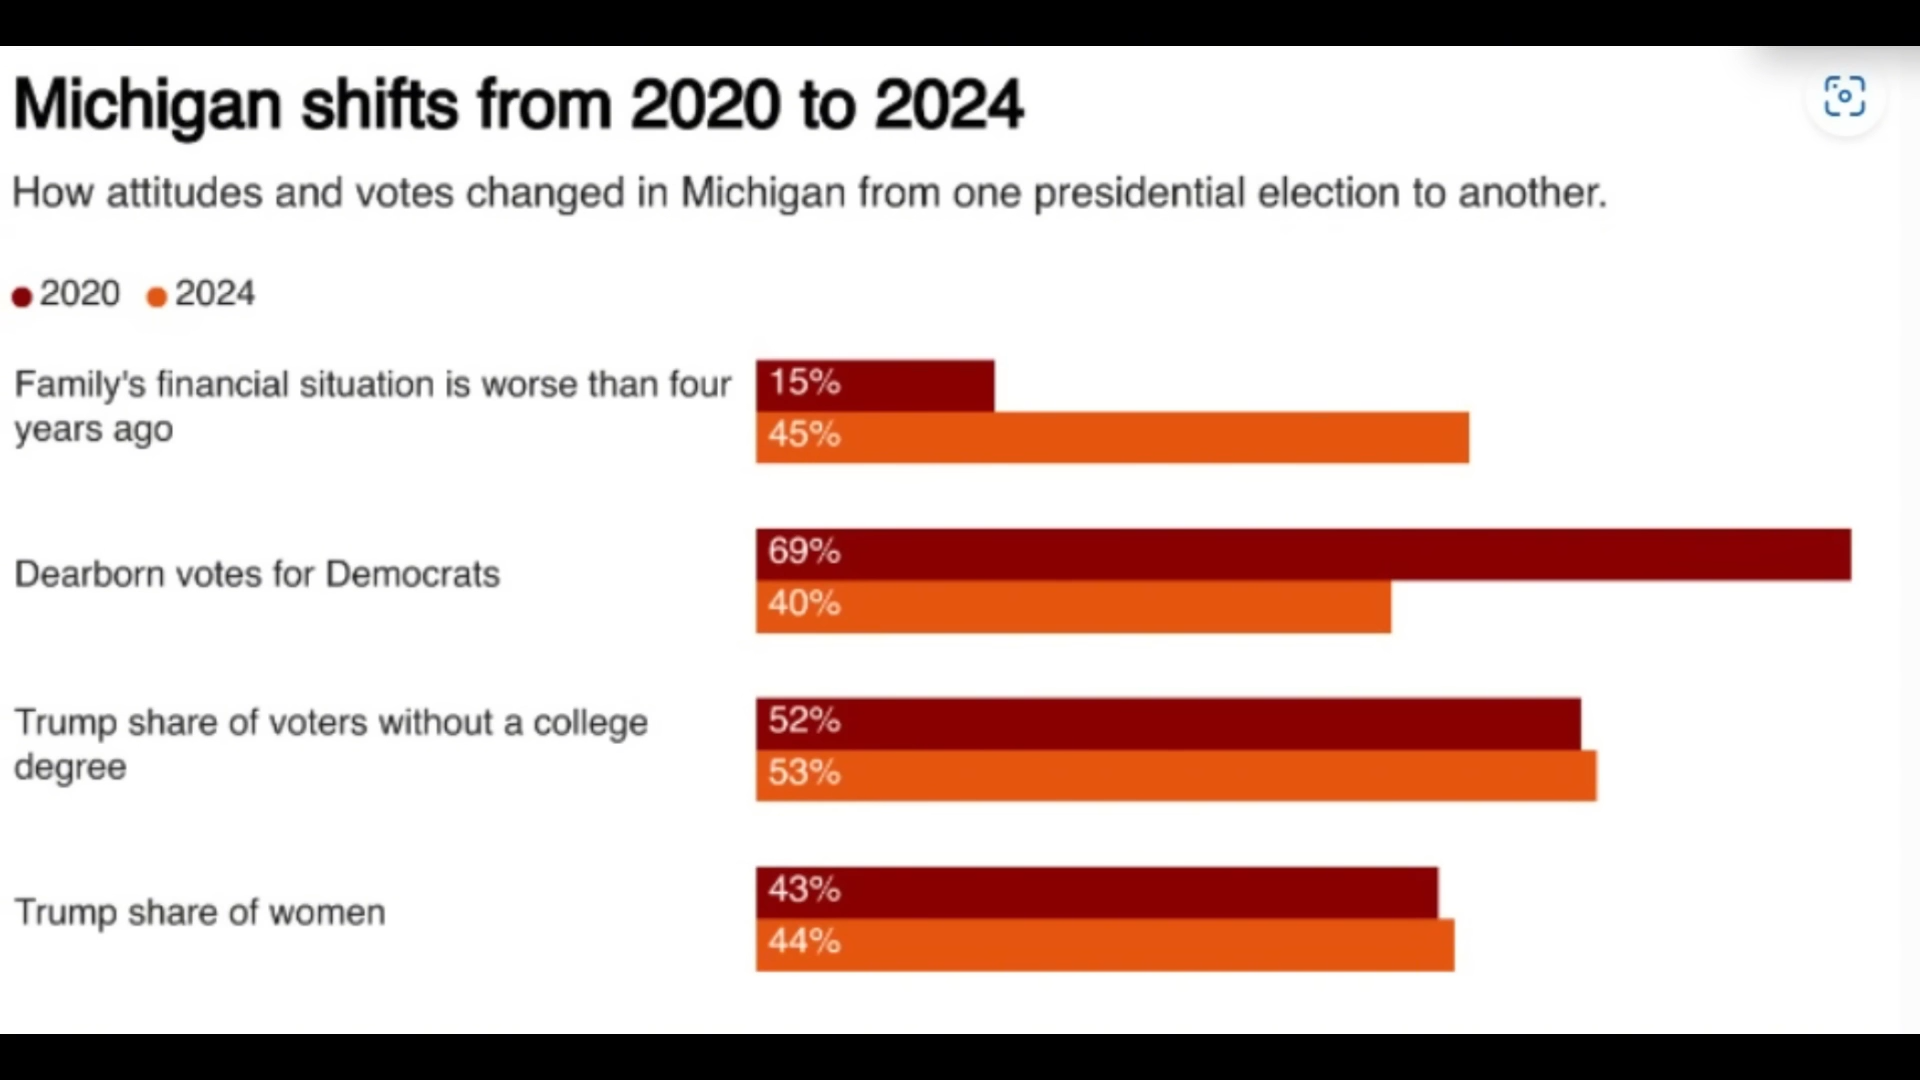 Michigan shifts from 2020 to 2024
How attitudes and votes changed in Michigan from one presidential election to another.
2020 2024
Family's financial situation is worse than four
years ago
15%
45%
Dearborn votes for Democrats
69%
40%
Trump share of voters without a college
degree
52%
53%
Trump share of women
43%
44%